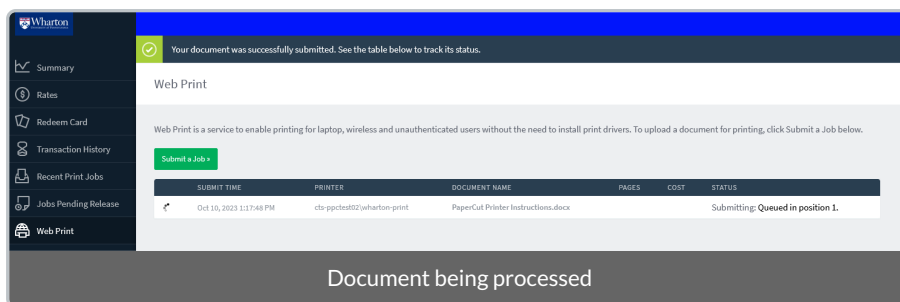 Wharton
Your document was successfully submitted. See the table below to track its status.
Summary
Rates
Redeem Card
Transaction History
Recent Print Jobs
Jobs Pending Release
Web Print
Web Print
Web Print is a service to enable printing for laptop, wireless and unauthenticated users without the need to install print drivers. To upload a document for printing, click Submit a Job below.
Submit a Job »
SUBMIT TIME PRINTER DOCUMENT NAME PAGES COST STATUS
Oct 10, 2023 1:17:48 PM cts-ppctest02\wharton-print PaperCut Printer Instructions.docx Submitting: Queued in position 1.
Document being processed